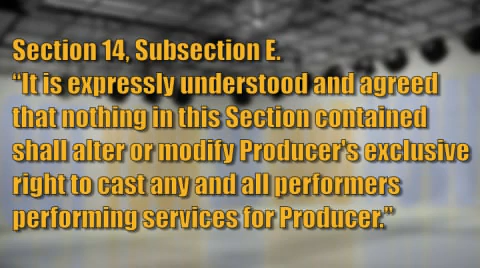 Section 14, Subsection E.
“It is expressly understood and agreed
that nothing in this Section contained
shall alter or modify Producer's exclusive
right to cast any and all performers
performing services for Producer.”